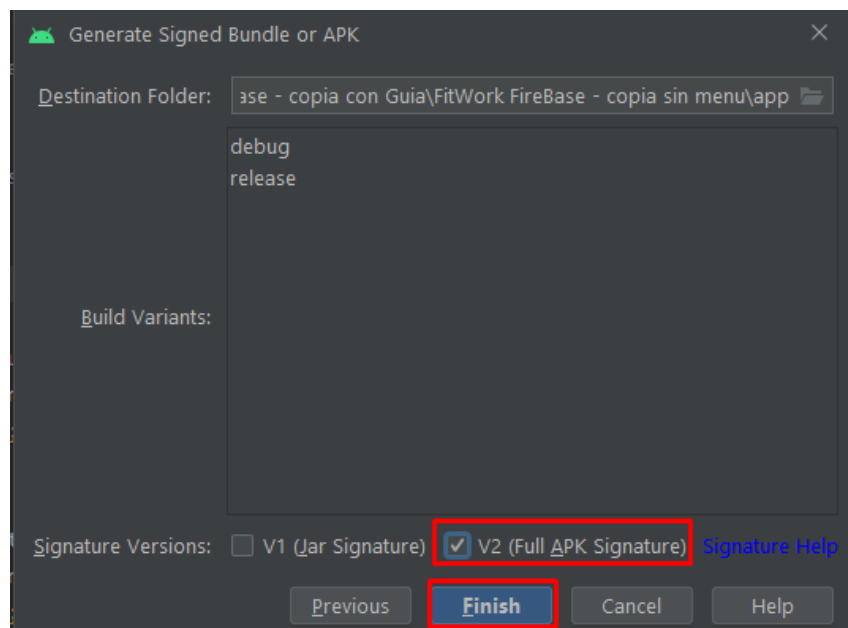 Generate Signed Bundle or APK
Destination Folder: ase - copia con Guia\FitWork FireBase - copia sin menu\app
debug
release
Build Variants:
Signature Versions: V1 (Jar Signature) V2 (Full APK Signature) Signature Help
Previous Finish Cancel Help